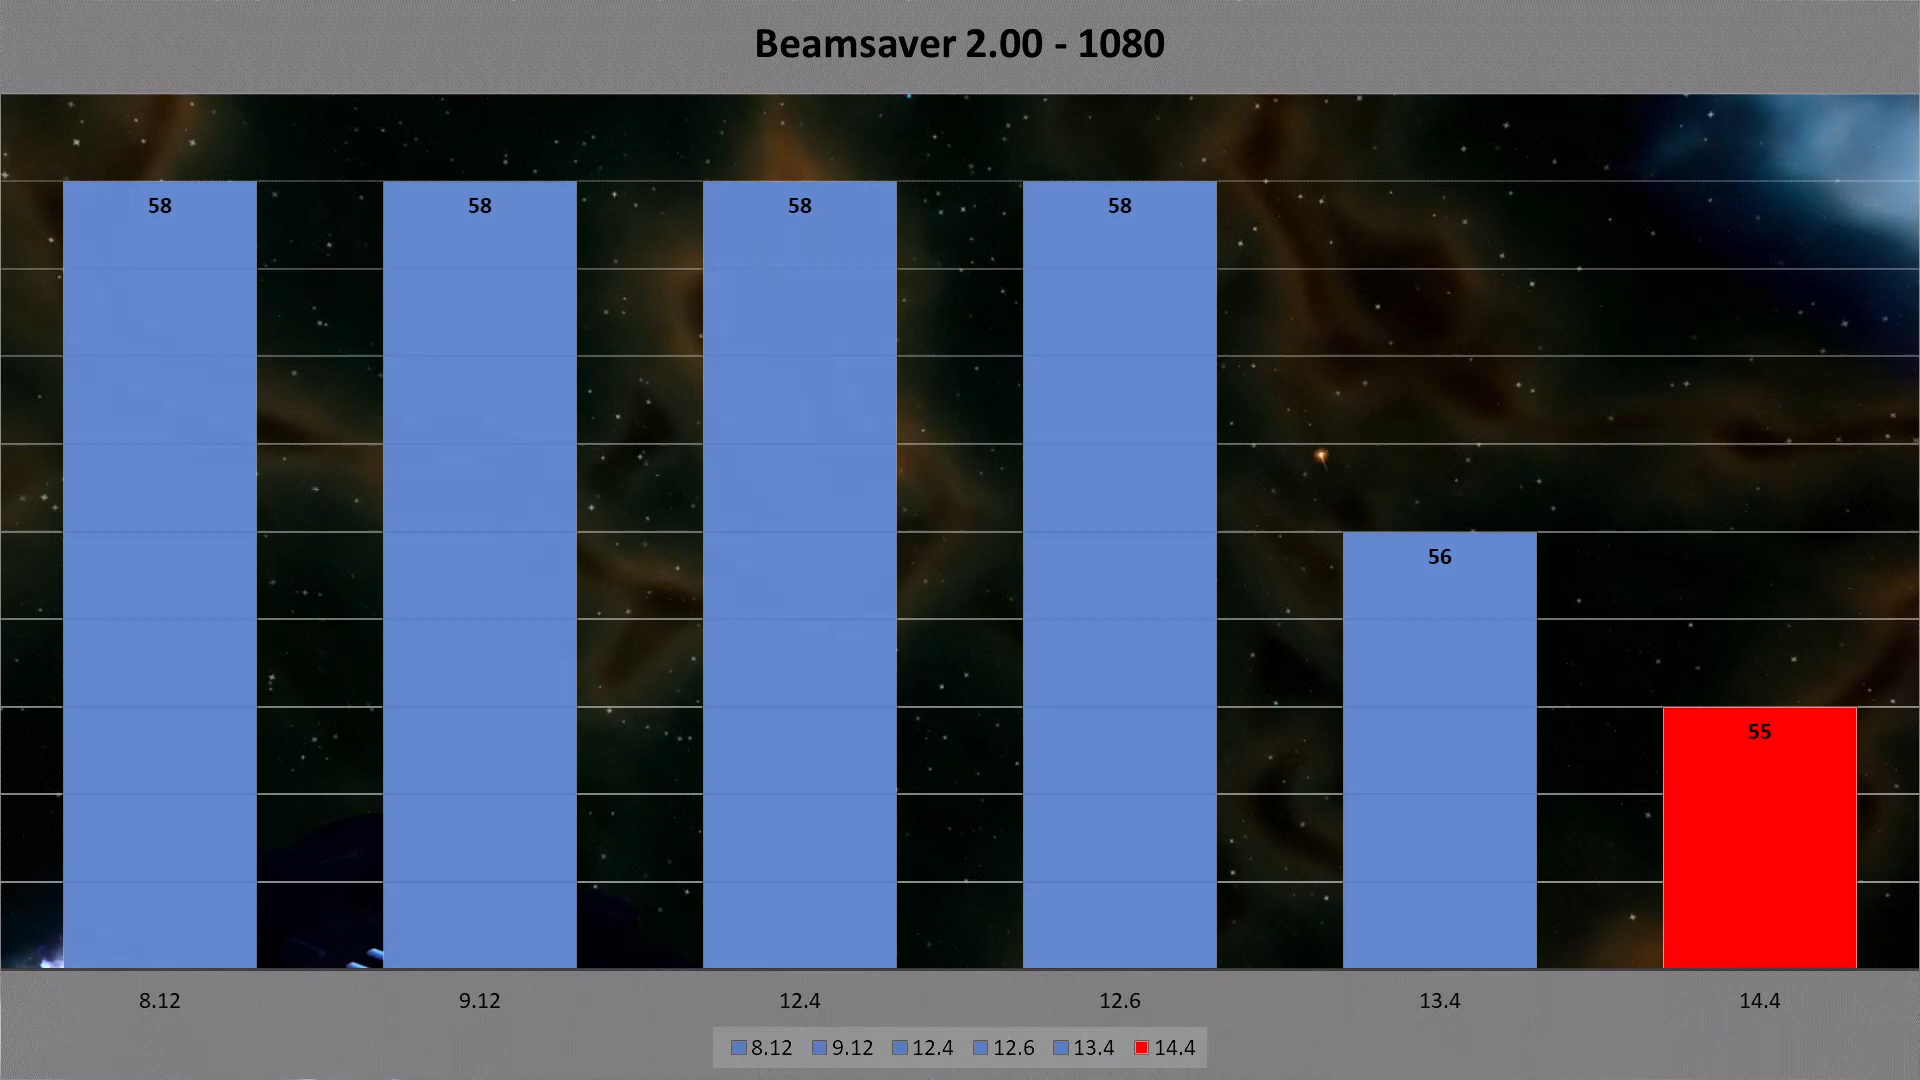 Beamsaver 2.00 - 1080
58 58 58 58
56
55
8.12 9.12 12.4 12.6 13.4 14.4
8.12 9.12 12.4 12.6 13.4 14.4